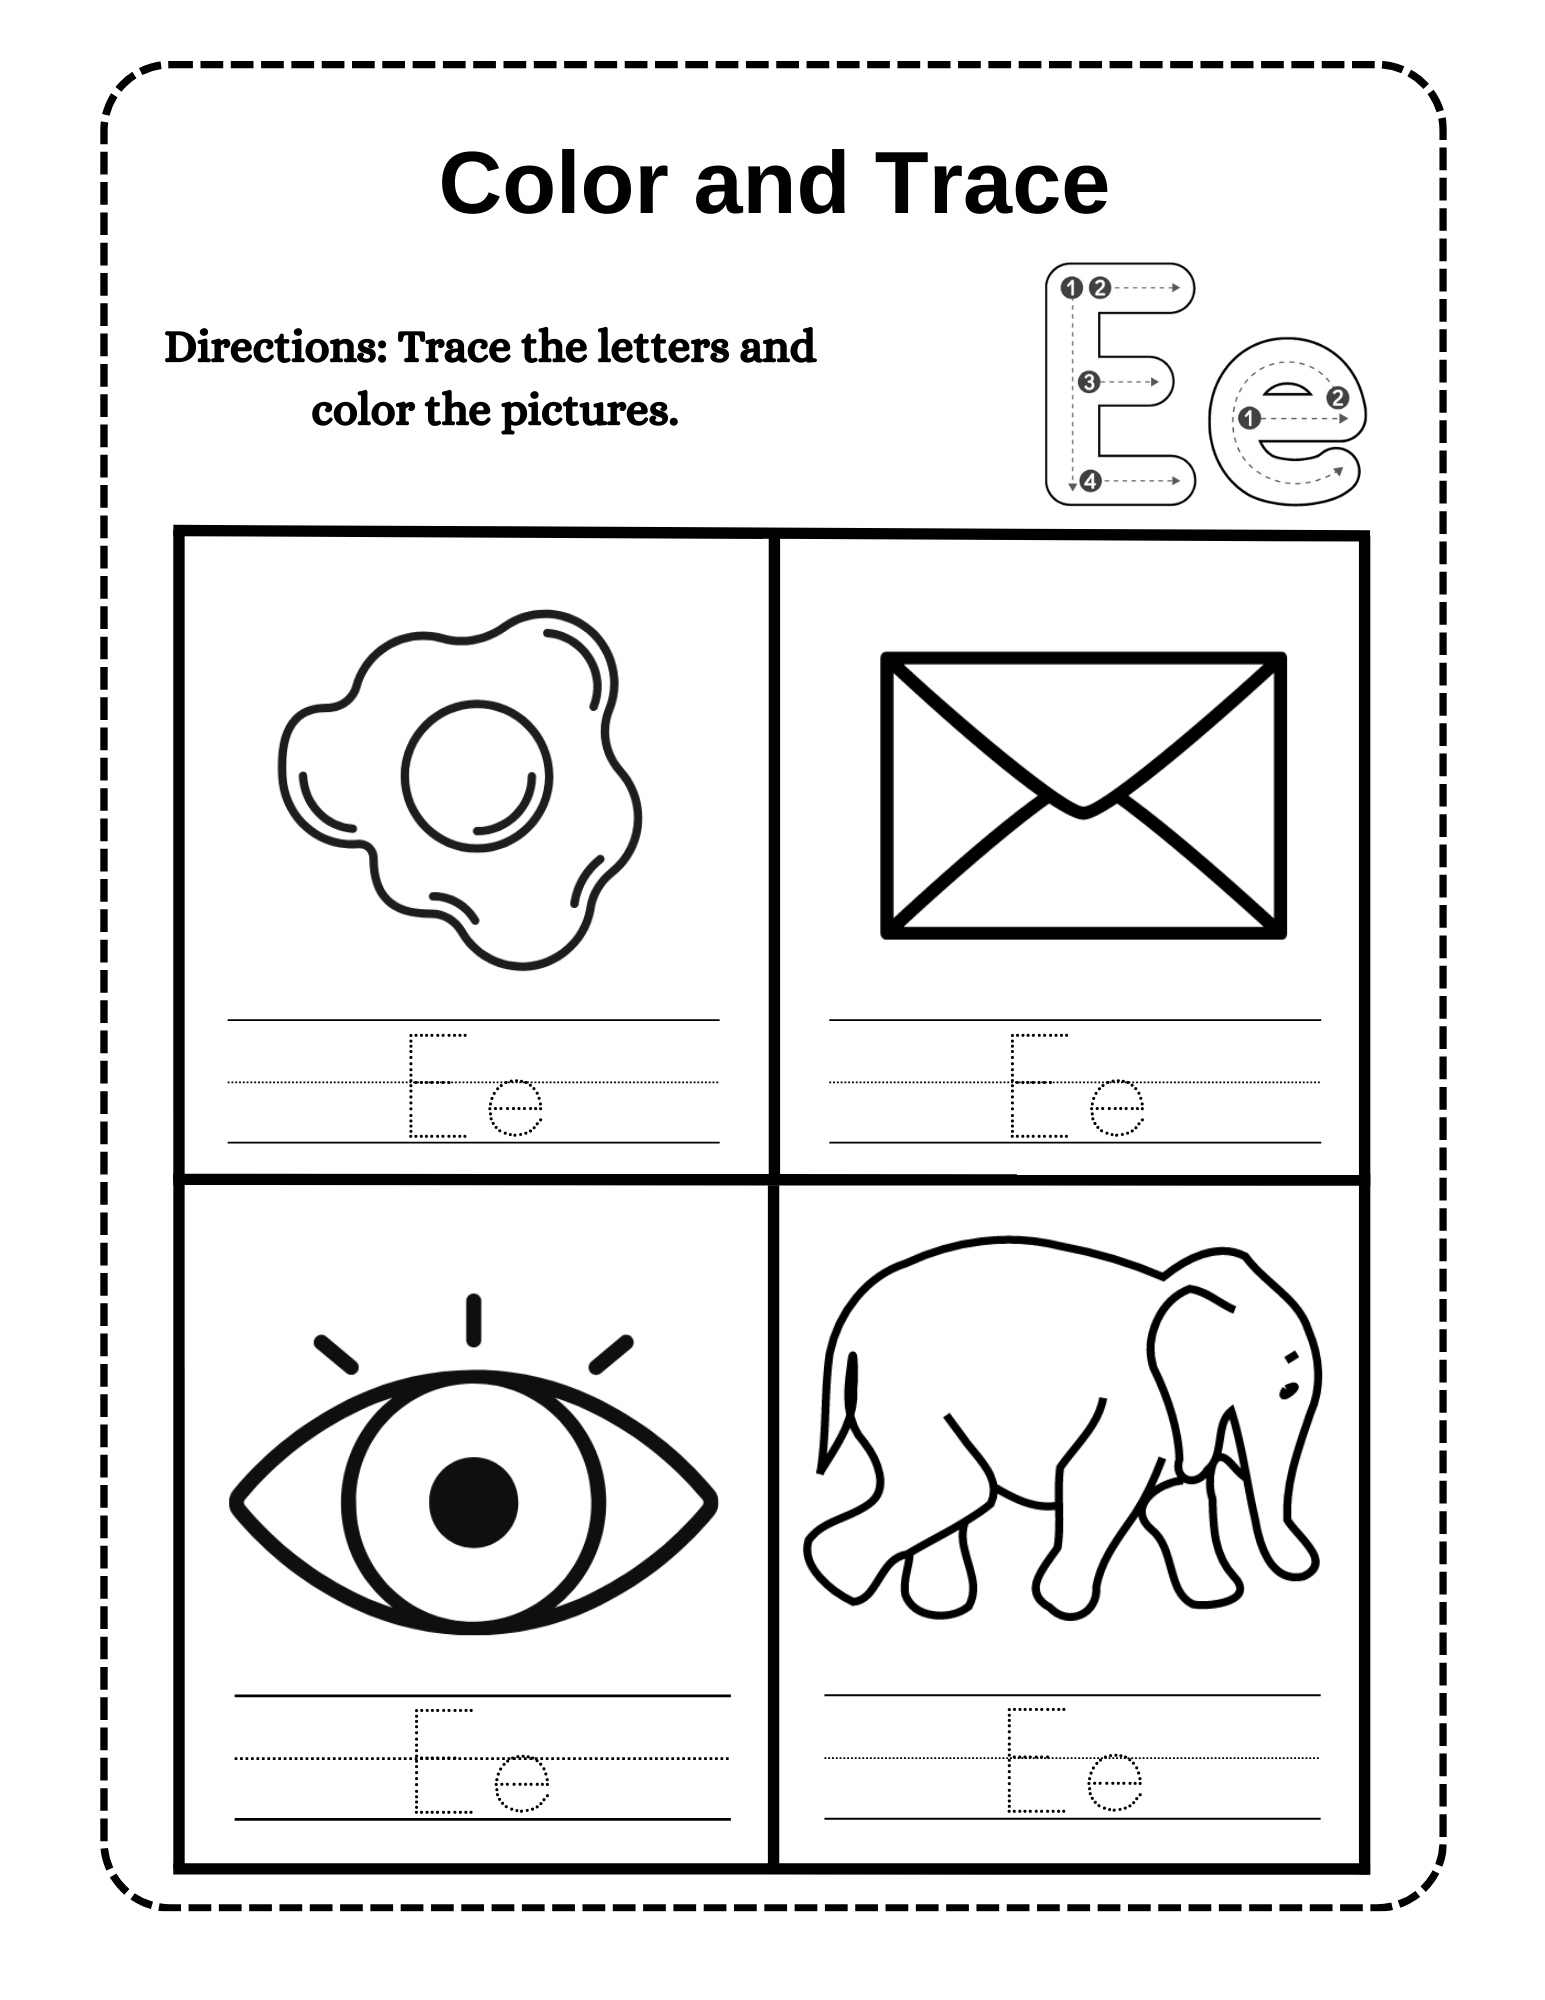 Color and Trace
Directions: Trace the letters and
color the pictures.
Ee
1 2
3
4
1
2
Ee
Ee
Ee
Ee